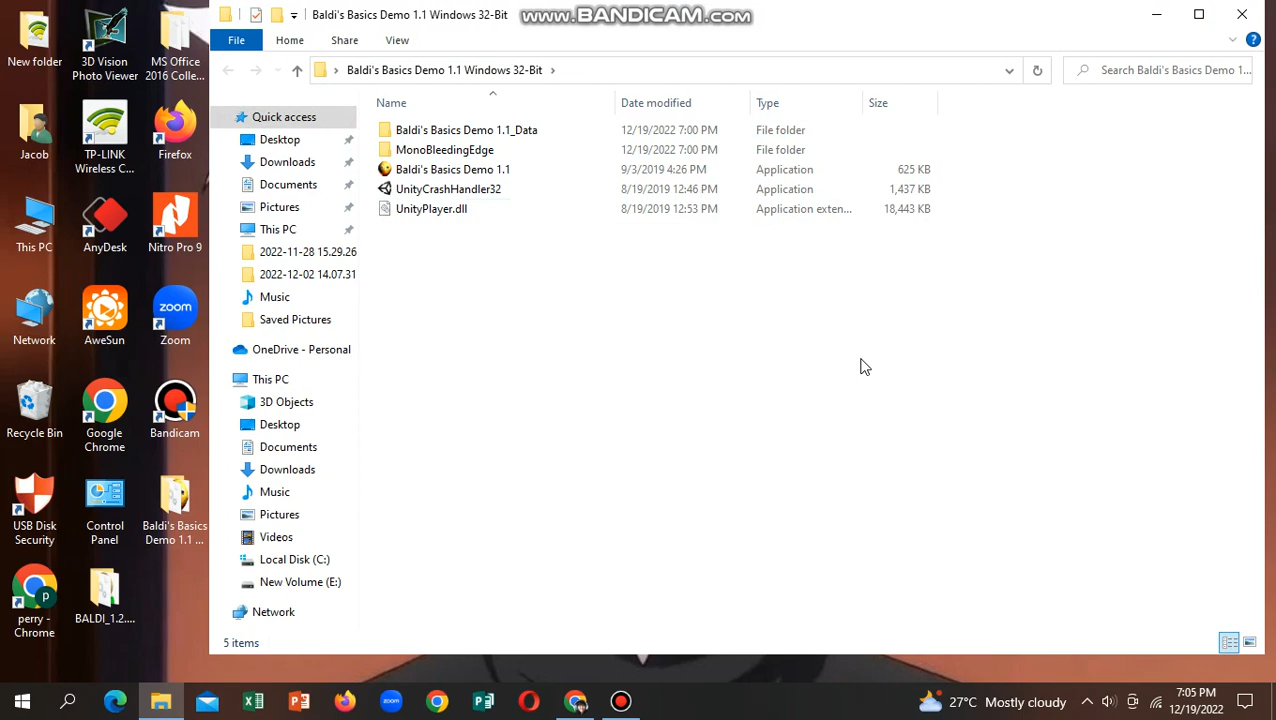 New folder
3D Vision
Photo Viewer
MS Office
2016 Colle...
Jacob
TP-LINK
Wireless C...
Firefox
This PC
AnyDesk
Nitro Pro 9
Network
AweSun
zoom
Zoom
Recycle Bin
Google
Chrome
Bandicam
USB Disk
Security
Control
Panel
Baldi's Basics
Demo 1.1 ...
p
perry -
Chrome
BALDI_1.2....
Baldi's Basics Demo 1.1 Windows 32-Bit
www.BANDICAM.com
File
Home
Share
View
Baldi's Basics Demo 1.1 Windows 32-Bit
Search Baldi's Basics Demo 1...
Quick access
Desktop
Downloads
Documents
Pictures
This PC
2022-11-28 15.29.26
2022-12-02 14.07.31
Music
Saved Pictures
OneDrive - Personal
This PC
3D Objects
Desktop
Documents
Downloads
Music
Pictures
Videos
Local Disk (C:)
New Volume (E:)
Network
Name Date modified Type Size
Baldi's Basics Demo 1.1_Data 12/19/2022 7:00 PM File folder
MonoBleedingEdge 12/19/2022 7:00 PM File folder
Baldi's Basics Demo 1.1 9/3/2019 4:26 PM Application 625 KB
UnityCrashHandler32 8/19/2019 12:46 PM Application 1,437 KB
UnityPlayer.dll 8/19/2019 12:53 PM Application exten... 18,443 KB
5 items
zoom
27°C Mostly cloudy
7:05 PM
12/19/2022